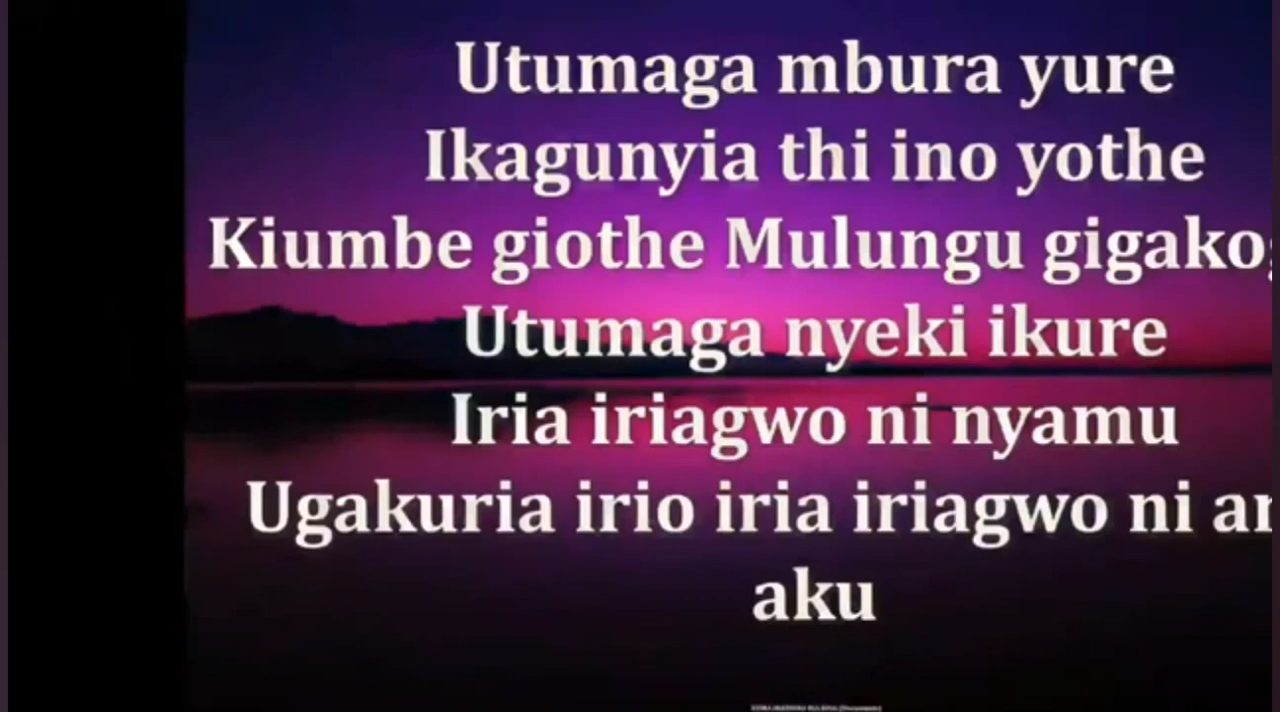 Utumaga mbura yure
Ikagunyia thi ino yothe
Kiumbe giothe Mulungu
Utumaga nyeki ikure
Iria iriagwo ni nyamu
Ugakuria irio iria iriagwo ni
aku